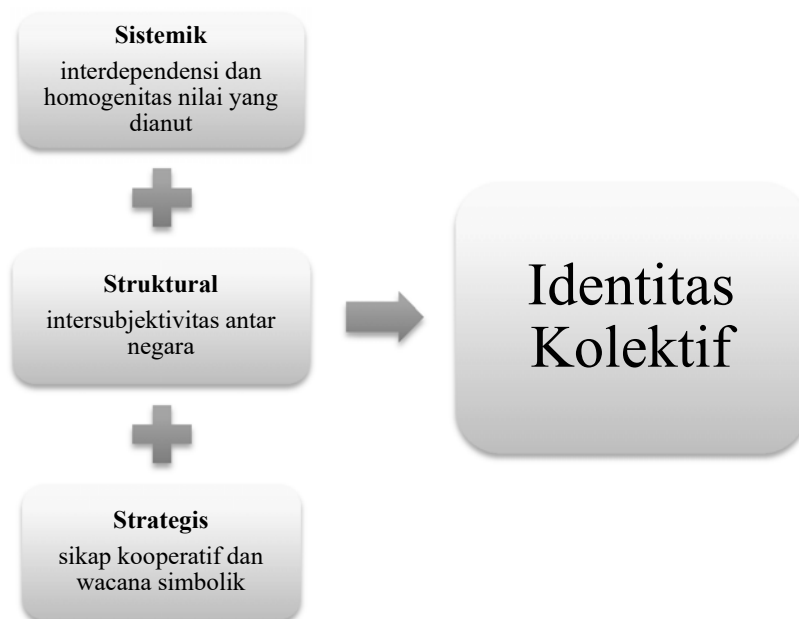 Sistemik
interdependensi dan
homogenitas nilai yang
dianut
Struktural
intersubjektivitas antar
negara
Strategis
sikap kooperatif dan
wacana simbolik
Identitas
Kolektif